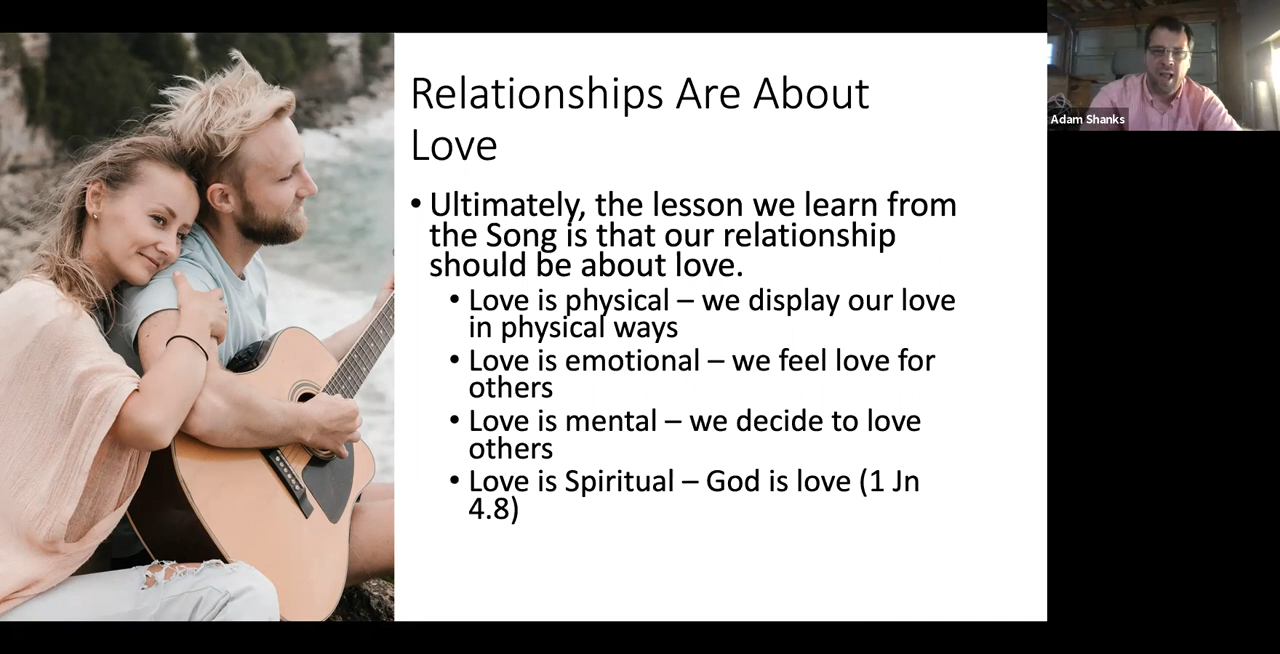 Relationships Are About
Love
• Ultimately, the lesson we learn from
the Song is that our relationship
should be about love.
• Love is physical – we display our love
in physical ways
• Love is emotional – we feel love for
others
• Love is mental – we decide to love
others
• Love is Spiritual – God is love (1 Jn
4.8)
Adam Shanks